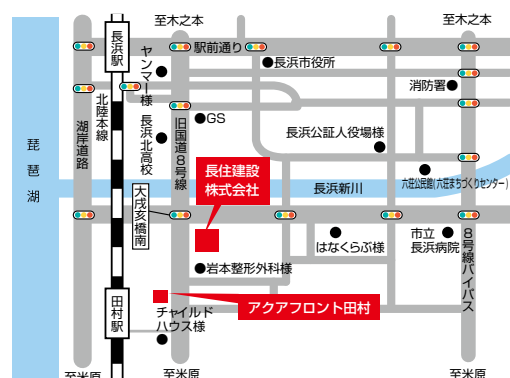 至木之本
至木之本
長浜駅
駅前通り
ヤンマー様
長浜市役所
消防署
北陸本線
GS
旧国道8号線
湖岸道路
長浜北高校
長浜公証人役場様
琵琶湖
長住建設
株式会社
六荘公民館(六荘まちづくりセンター)
長浜新川
大戌亥橋南
はなくらぶ様
市立
長浜病院
8号線バイパス
岩本整形外科様
田村駅
アクアフロント田村
チャイルド
ハウス様
至米原
至米原
至米原